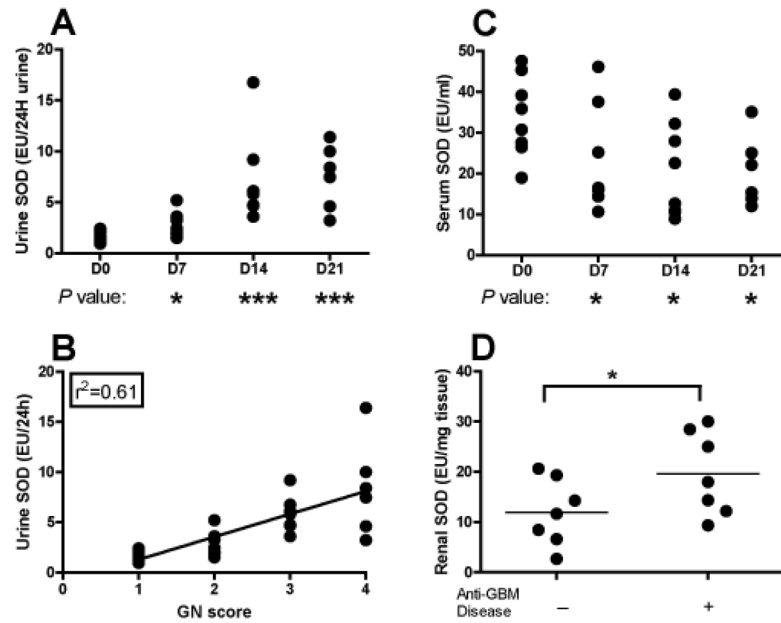 A
Urine SOD (EU/24H urine)
20
15
10
5
0
D0 D7 D14 D21
P value: * *** ***
C
Serum SOD (EU/ml)
50
40
30
20
10
0
D0 D7 D14 D21
P value: * * *
B
Urine SOD (EU/24h)
r²=0.61
20
15
10
5
0
0 1 2 3 4
GN score
D
Renal SOD (EU/mg tissue)
*
40
30
20
10
0
Anti-GBM
Disease – +